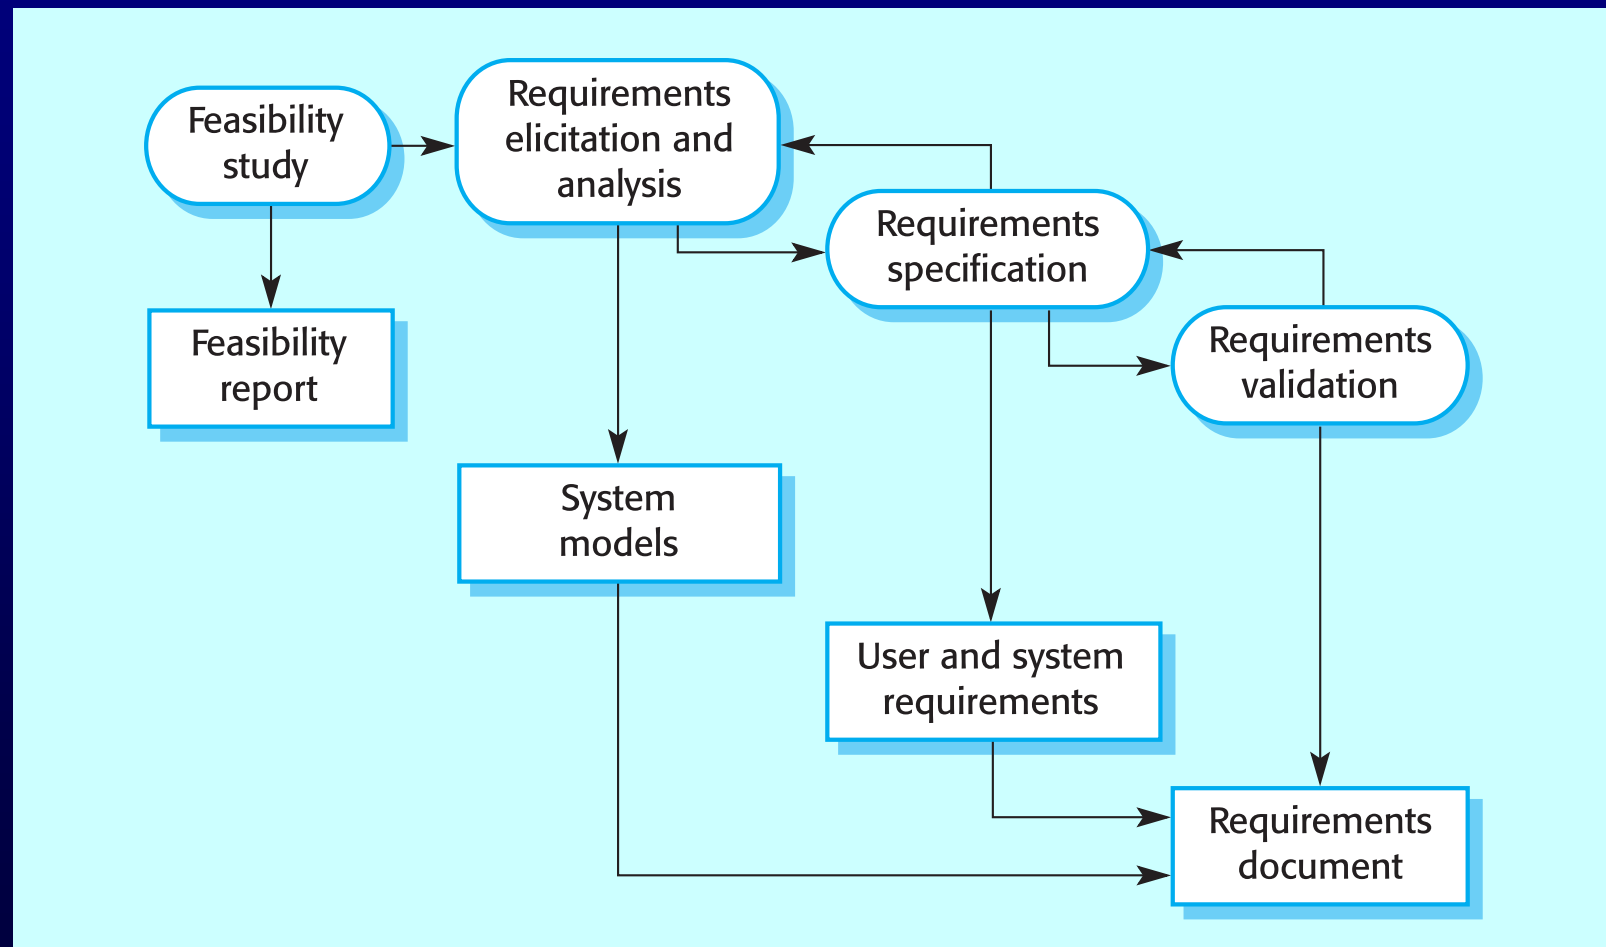 Feasibility
study
Requirements
elicitation and
analysis
Requirements
specification
Requirements
validation
Feasibility
report
System
models
User and system
requirements
Requirements
document